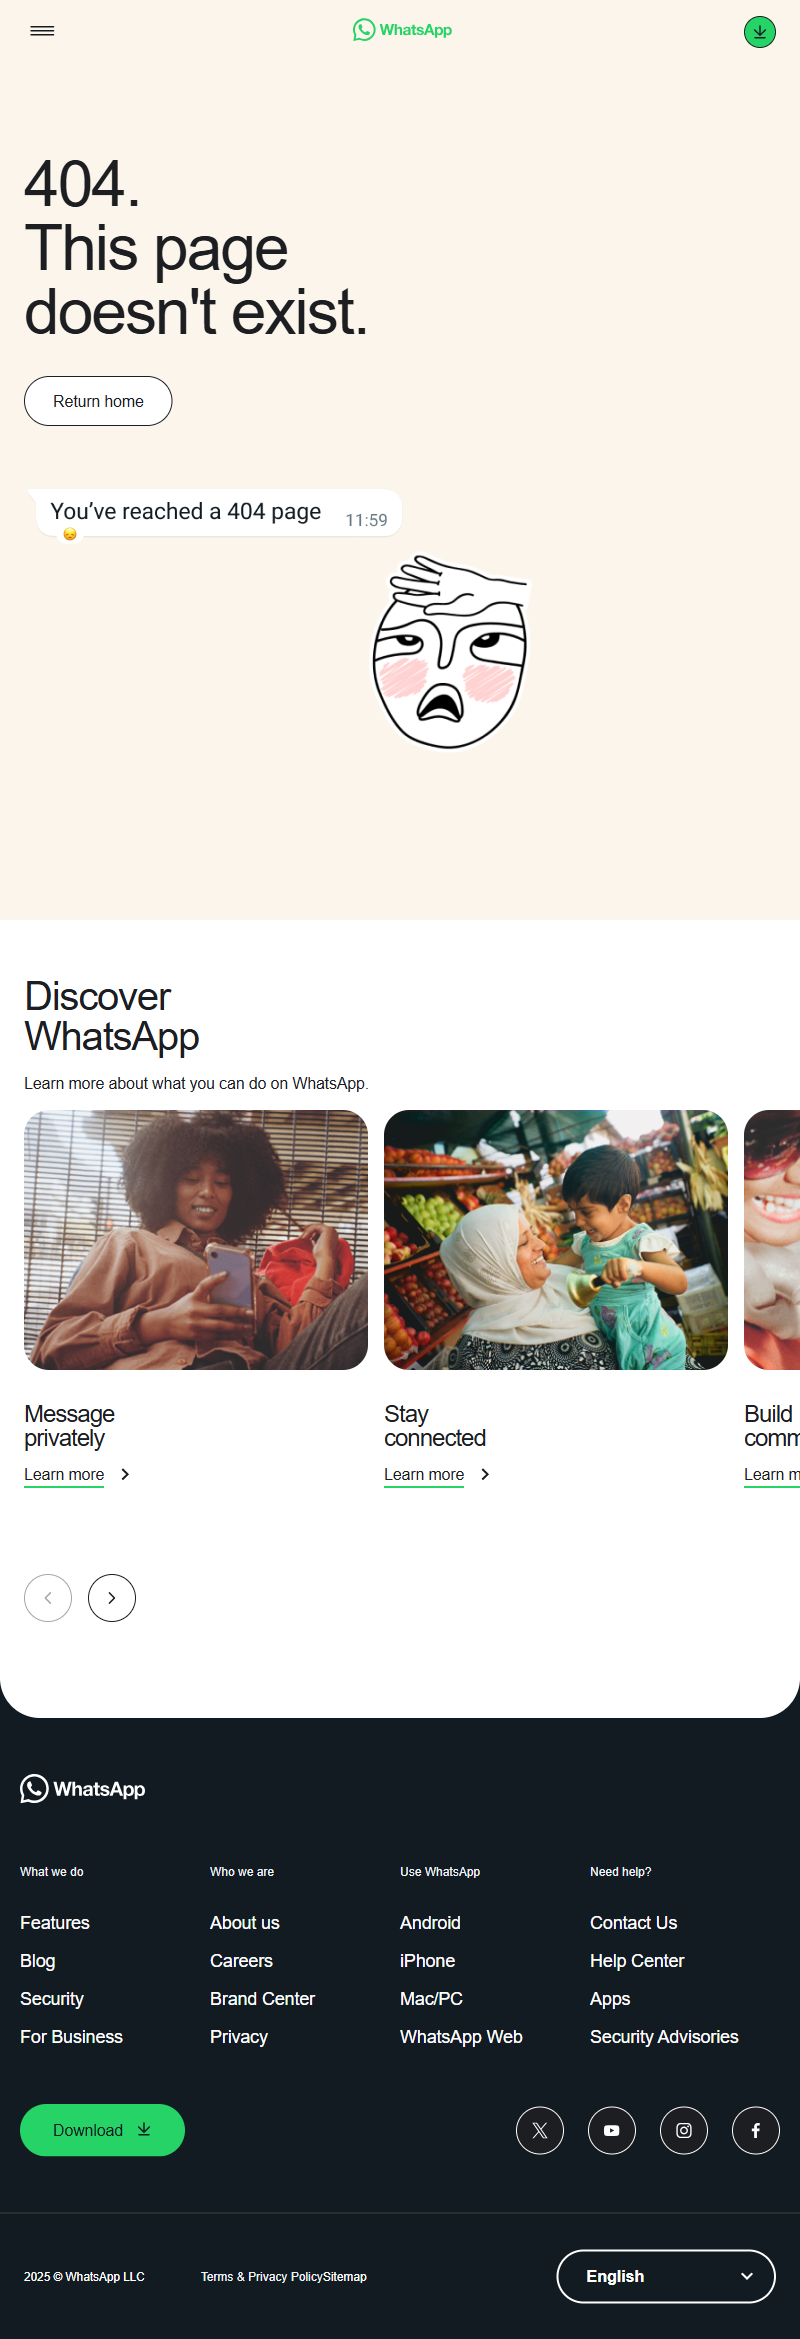 WhatsApp
404.
This page
doesn't exist.
Return home
You’ve reached a 404 page
11:59
Discover
WhatsApp
Learn more about what you can do on WhatsApp.
Message
privately
Learn more
Stay
connected
Learn more
Build
Learn
WhatsApp
What we do
Features
Blog
Security
For Business
Who we are
About us
Careers
Brand Center
Privacy
Use WhatsApp
Android
iPhone
Mac/PC
WhatsApp Web
Need help?
Contact Us
Help Center
Apps
Security Advisories
Download
2025 © WhatsApp LLC
Terms & Privacy PolicySitemap
English